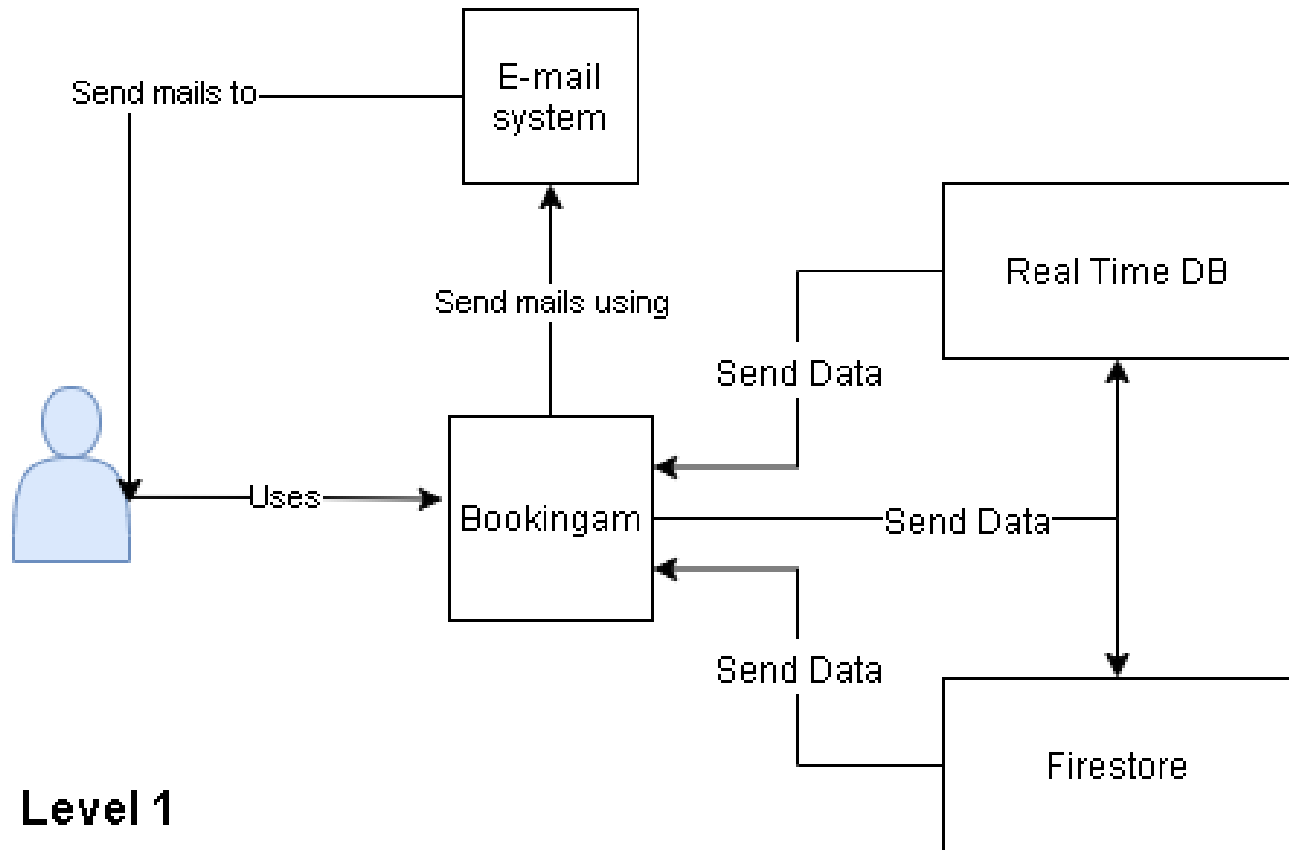 E-mail
system
Send mails to
Real Time DB
Send mails using
Send Data
Uses
Bookingam
Send Data
Send Data
Firestore
Level 1